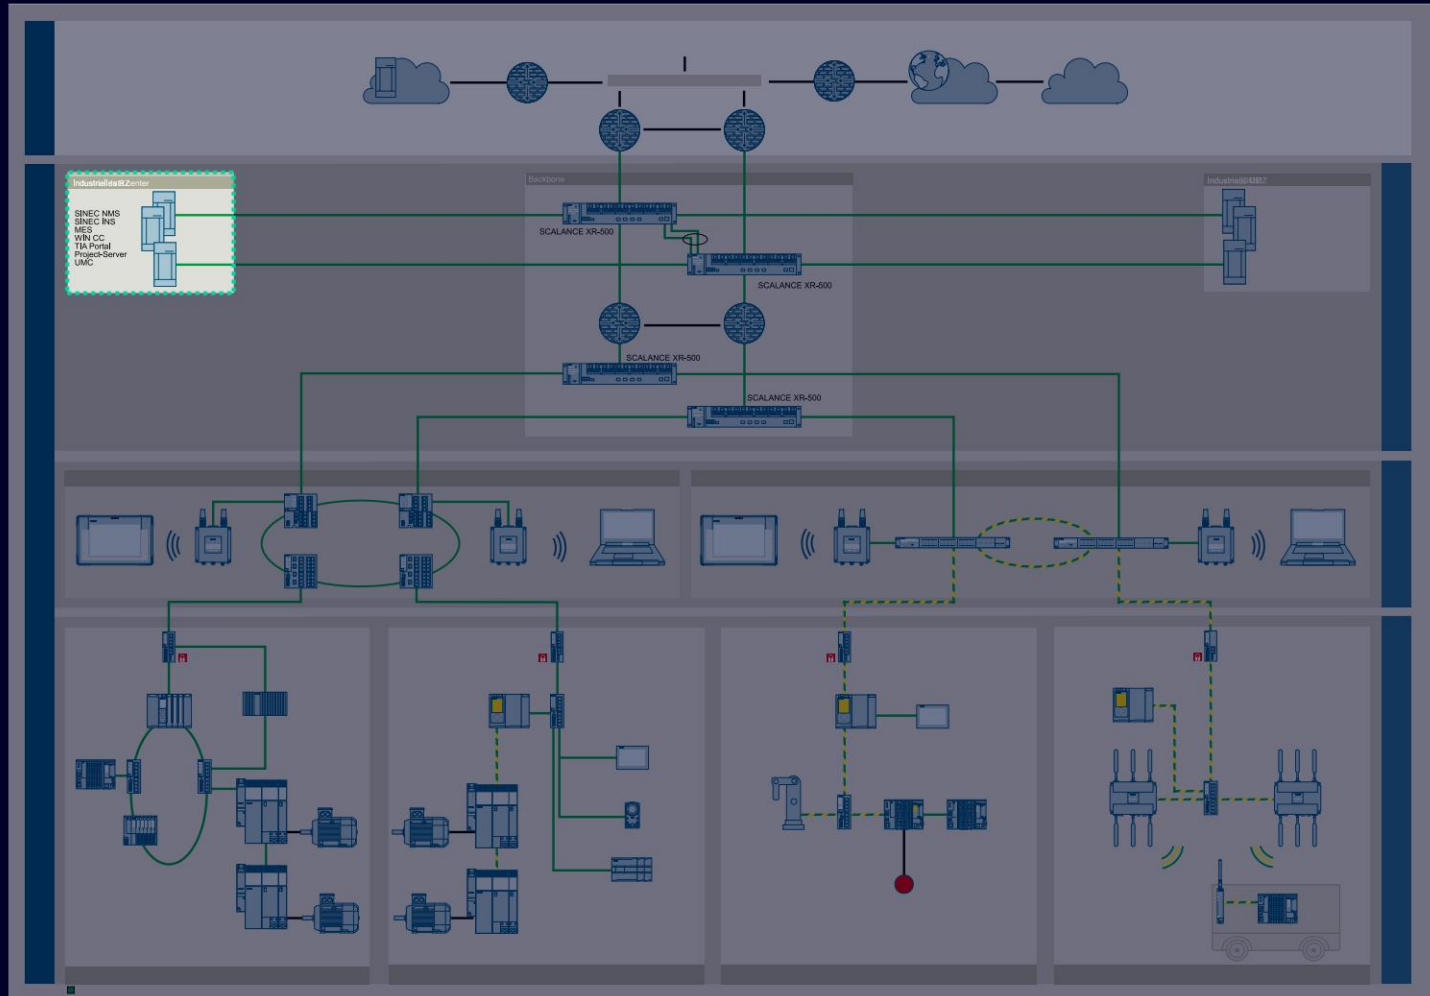 Backbone
SINEC NMS
SINEC INS
MES
WIN CC
TIA Portal
Project-Server
UMC
SCALANCE XR-500
SCALANCE XR-500
SCALANCE XR-500
SCALANCE XR-500